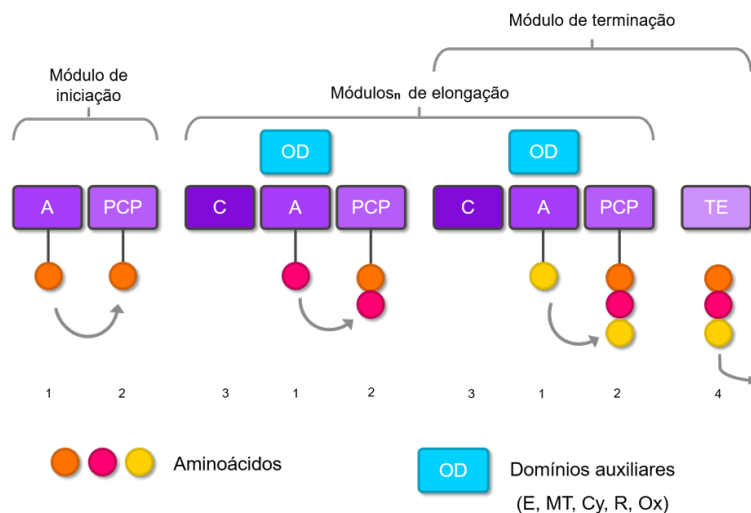 Módulo de terminação
Módulo de
iniciação
Módulosn de elongação
OD OD
A PCP C A PCP C A PCP TE
1 2 3 1 2 3 1 2 4
Aminoácidos
OD Domínios auxiliares
(E, MT, Cy, R, Ox)